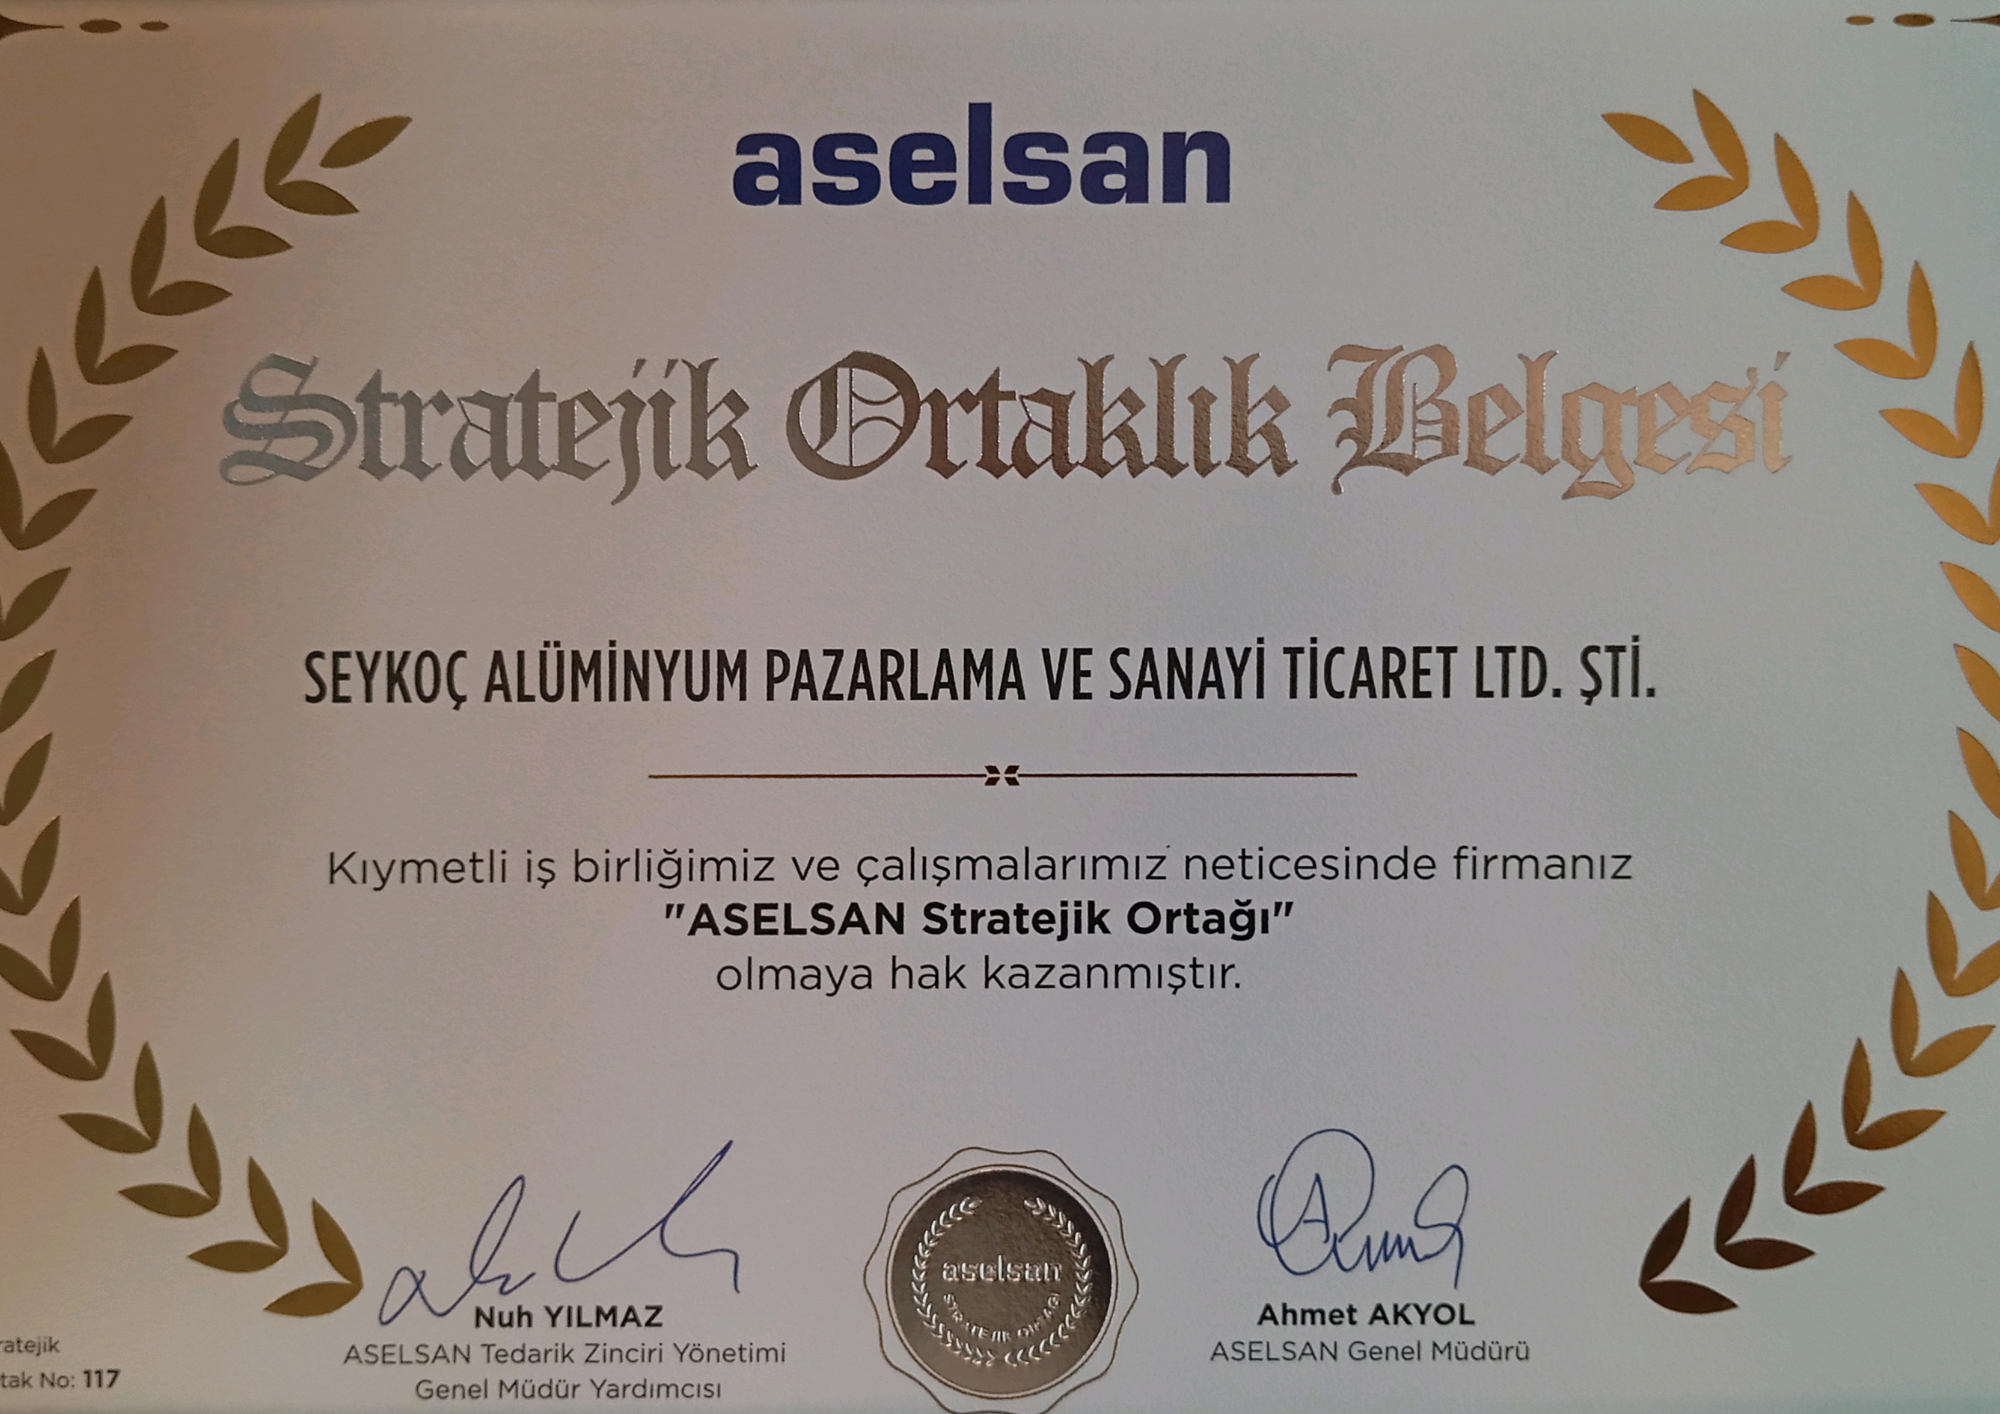 aselsan
Stratejik Ortaklık Belgesi
SEYKOÇ ALÜMİNYUM PAZARLAMA VE SANAYİ TİCARET LTD. ŞTİ.
Kıymetli iş birliğimiz ve çalışmalarımız neticesinde firmanız
"ASELSAN Stratejik Ortağı"
olmaya hak kazanmıştır.
Nuh YILMAZ
ASELSAN Tedarik Zinciri Yönetimi
Genel Müdür Yardımcısı
aselsan
STRATEJİK ORTAĞI
Ahmet AKYOL
ASELSAN Genel Müdürü
ratejik
tak No: 117